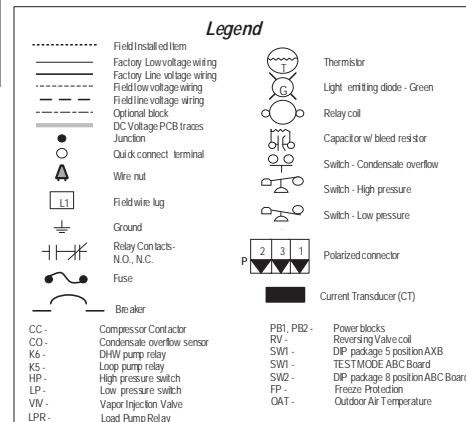 Legend
Field Installed Item
Factory Low voltage wiring
Factory Line voltage wiring
Field low voltage wiring
Field line voltage wiring
Optional block
DC Voltage PCB traces
Junction
Quick connect terminal
Wire nut
L1
Field wire lug
Ground
Relay Contacts-
N.O., N.C.
Fuse
Breaker
T
Thermistor
G
Light emitting diode - Green
Relay coil
Capacitor w/ bleed resistor
Switch - Condensate overflow
Switch - High pressure
Switch - Low pressure
2 3 1
P
Polarized connector
Current Transducer (CT)
CC - Compressor Contactor
CO - Condensate overflow sensor
K6 - DHW pump relay
K5 - Loop pump relay
HP - High pressure switch
LP - Low pressure switch
VIV - Vapor Injection Valve
LPR - Load Pump Relay
PB1, PB2 - Power blocks
RV - Reversing Valve coil
SW1 - DIP package 5 position AXB
SW1 - TEST MODE ABC Board
SW2 - DIP package 8 position ABC Board
FP - Freeze Protection
OAT - Outdoor Air Temperature